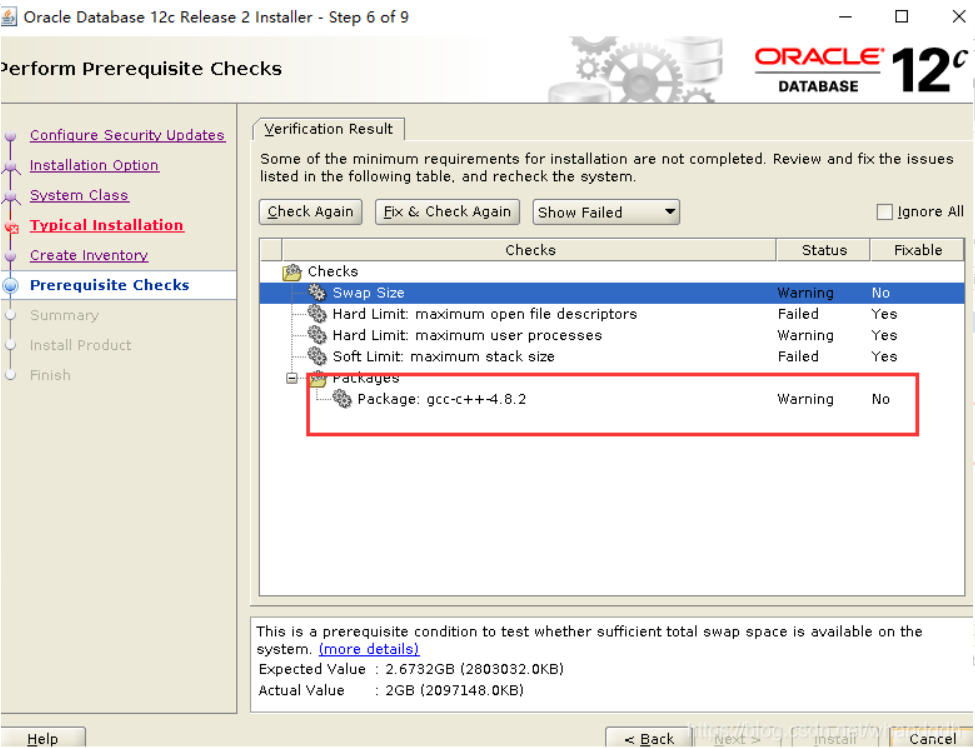 Oracle Database 12c Release 2 Installer - Step 6 of 9
Perform Prerequisite Checks
ORACLE
DATABASE
12c
Configure Security Updates
Installation Option
System Class
Typical Installation
Create Inventory
Prerequisite Checks
Summary
Install Product
Finish
Verification Result
Some of the minimum requirements for installation are not completed. Review and fix the issues
listed in the following table, and recheck the system.
Check Again Fix & Check Again Show Failed Ignore All
Checks Status Fixable
Checks
Swap Size Warning No
Hard Limit: maximum open file descriptors Failed Yes
Hard Limit: maximum user processes Warning Yes
Soft Limit: maximum stack size Failed Yes
Packages
Package: gcc-c++-4.8.2 Warning No
This is a prerequisite condition to test whether sufficient total swap space is available on the
system. (more details)
Expected Value : 2.6732GB (2803032.0KB)
Actual Value : 2GB (2097148.0KB)
Help < Back Next > Install Cancel